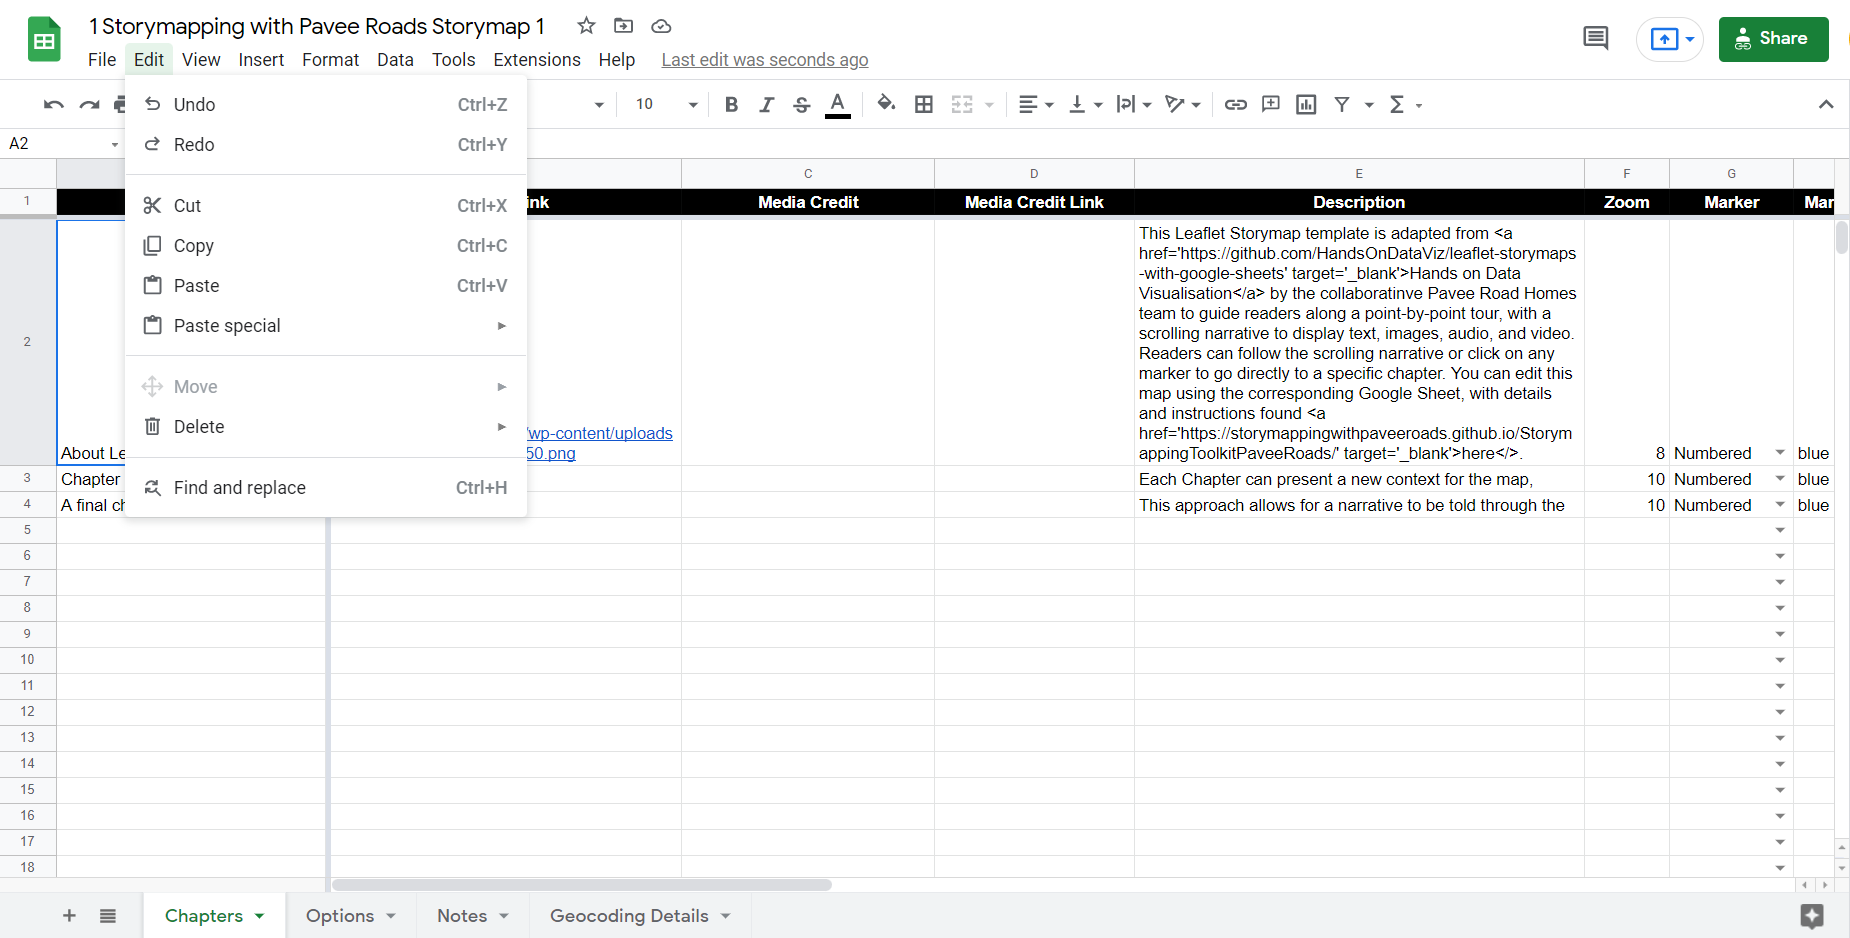 1 Storymapping with Pavee Roads Storymap 1
File Edit View Insert Format Data Tools Extensions Help Last edit was seconds ago
Share
10
A2
Undo Ctrl+Z
Redo Ctrl+Y
Cut Ctrl+X
Copy Ctrl+C
Paste Ctrl+V
Paste special
Move
Delete
Find and replace Ctrl+H
C D E F G
1 ink Media Credit Media Credit Link Description Zoom Marker Mar
This Leaflet Storymap template is adapted from <a
href='https://github.com/HandsOnDataViz/leaflet-storymaps
-with-google-sheets' target='_blank'>Hands on Data
Visualisation</a> by the collaboratinve Pavee Road Homes
team to guide readers along a point-by-point tour, with a
scrolling narrative to display text, images, audio, and video.
Readers can follow the scrolling narrative or click on any
marker to go directly to a specific chapter. You can edit this
map using the corresponding Google Sheet, with details
and instructions found <a
href='https://storymappingwithpaveeroads.github.io/Storym
appingToolkitPaveeRoads/' target='_blank'>here</>.
2 About Le
/wp-content/uploads
50.png
8 Numbered blue
3 Chapter Each Chapter can present a new context for the map, 10 Numbered blue
4 A final ch This approach allows for a narrative to be told through the 10 Numbered blue
5
6
7
8
9
10
11
12
13
14
15
16
17
18
Chapters Options Notes Geocoding Details